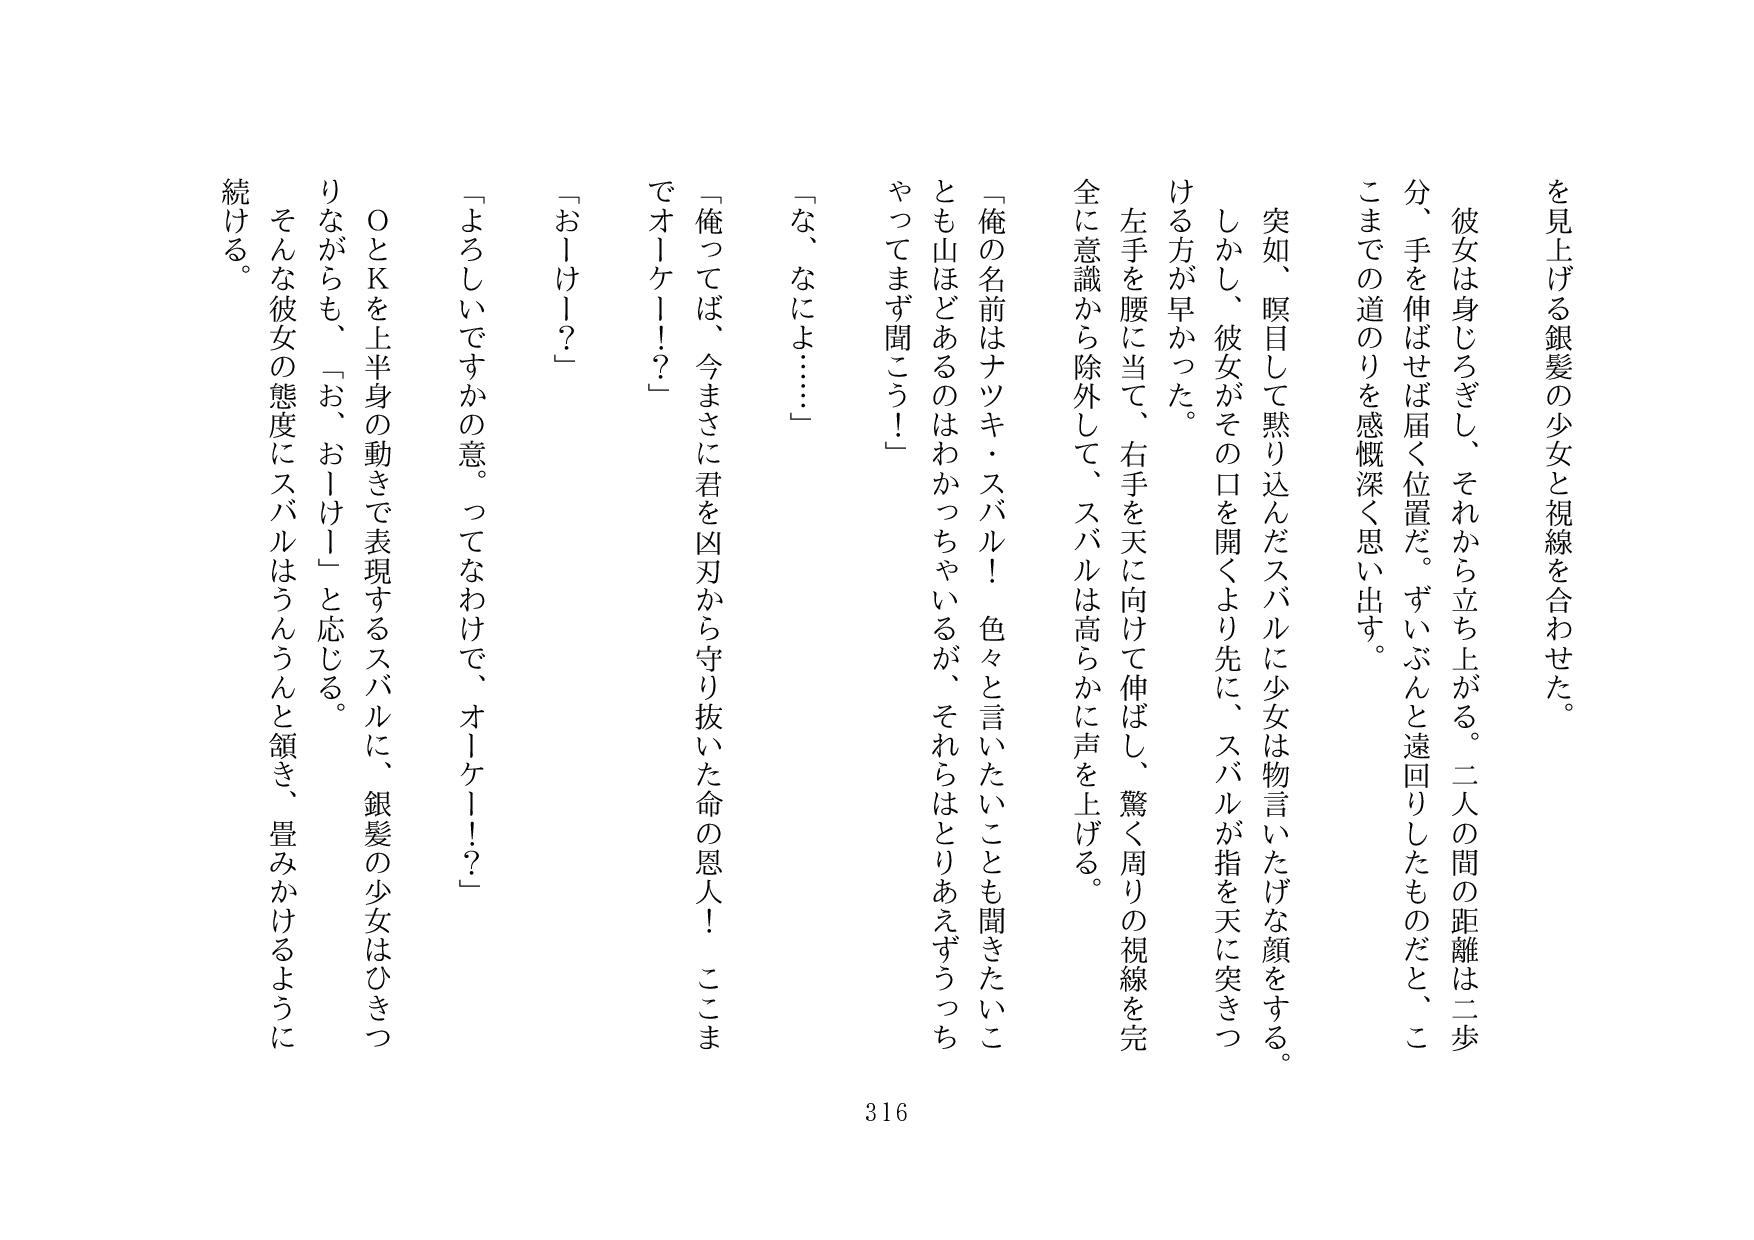 を見上げる銀髪の少女と視線を合わせた。
　彼女は身じろぎし、それから立ち上がる。二人の間の距離は二歩
分、手を伸ばせば届く位置だ。ずいぶんと遠回りしたものだと、こ
こまでの道のりを感慨深く思い出す。
　突如、瞑目して黙り込んだスバルに少女は物言いたげな顔をする。
　しかし、彼女がその口を開くより先に、スバルが指を天に突きつ
ける方が早かった。
　左手を腰に当て、右手を天に向けて伸ばし、驚く周りの視線を完
全に意識から除外して、スバルは高らかに声を上げる。
「俺の名前はナツキ・スバル！　色々と言いたいことも聞きたいこ
とも山ほどあるのはわかっちゃいるが、それらはとりあえずうっち
ゃってまず聞こう！」
「な、なによ……」
「俺ってば、今まさに君を凶刃から守り抜いた命の恩人！　ここま
でオーケー！？」
「おーけー？」
「よろしいですかの意。ってなわけで、オーケー！？」
　ＯとＫを上半身の動きで表現するスバルに、銀髪の少女はひきつ
りながらも、「お、おーけー」と応じる。
　そんな彼女の態度にスバルはうんうんと頷き、畳みかけるように
続ける。
316